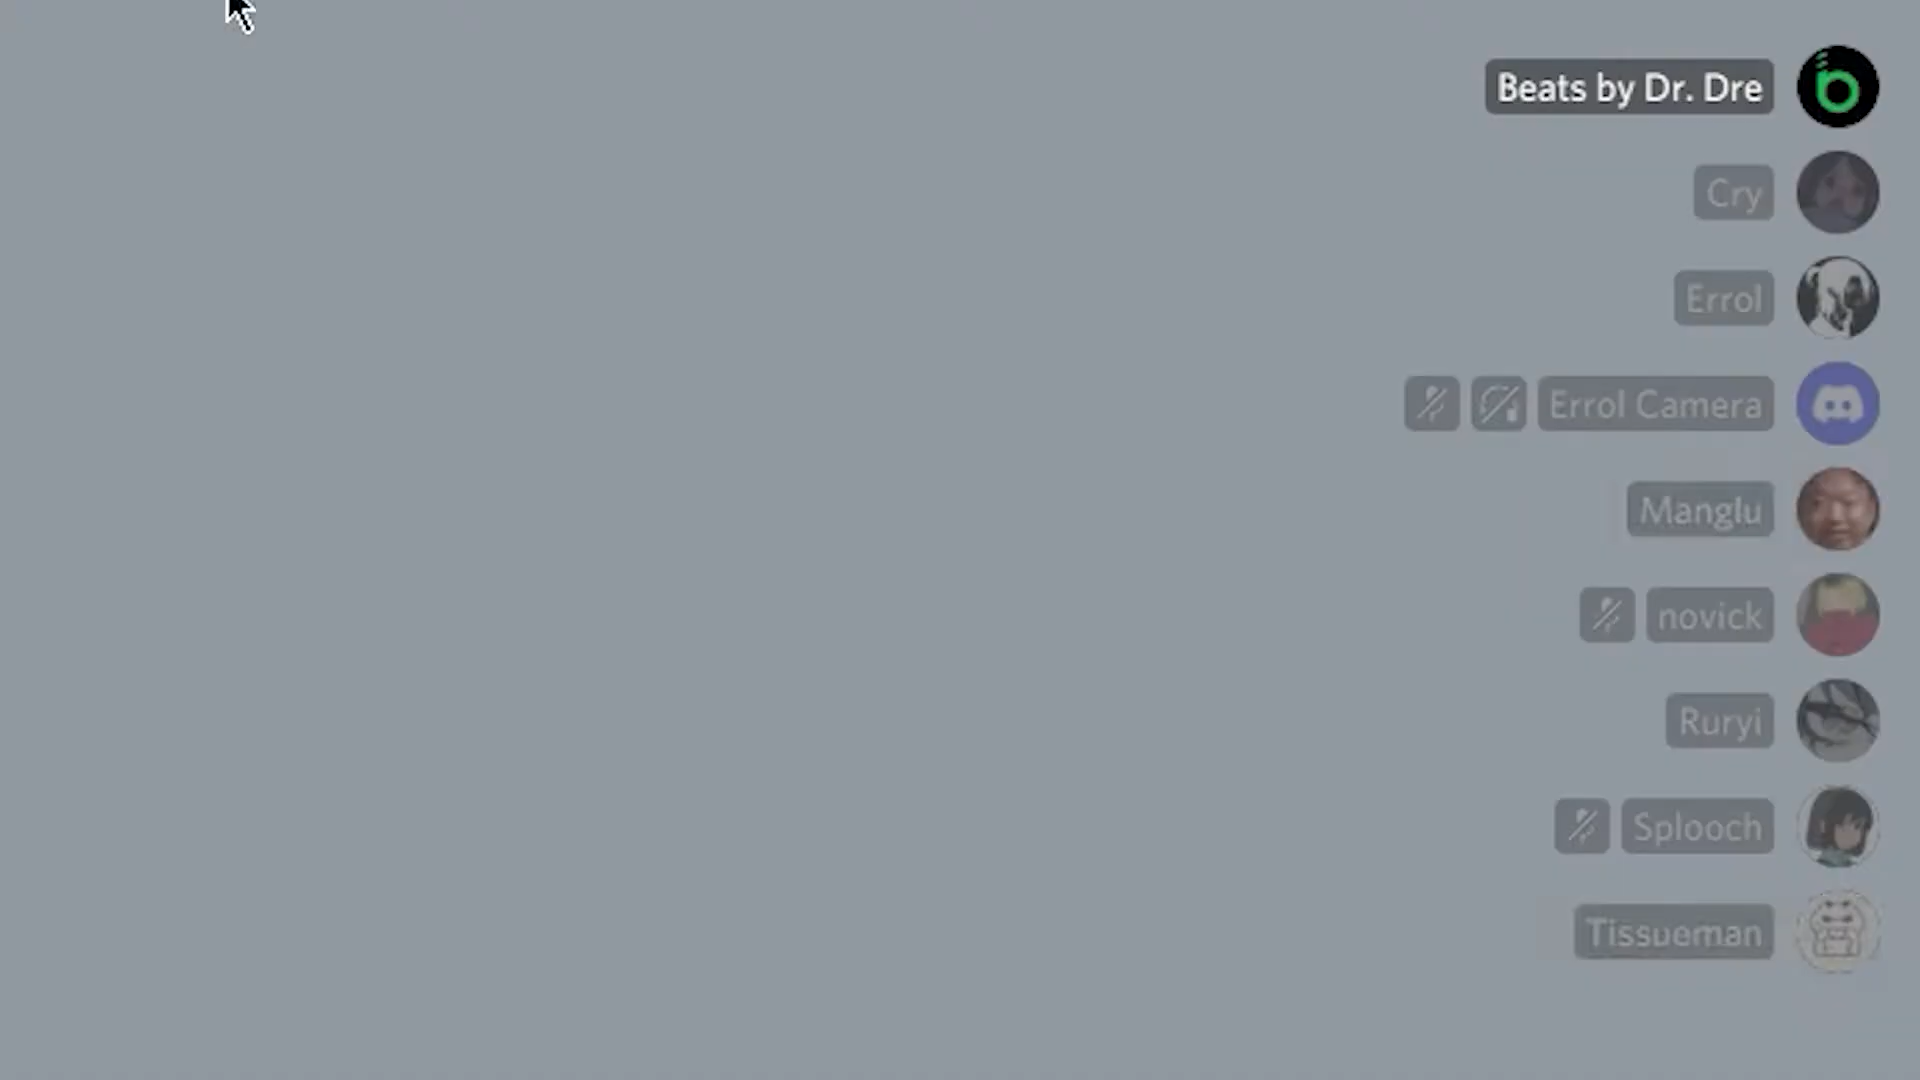 Beats by Dr. Dre
Cry
Errol
Errol Camera
Manglu
novick
Ruryi
Splooch
Tissueman